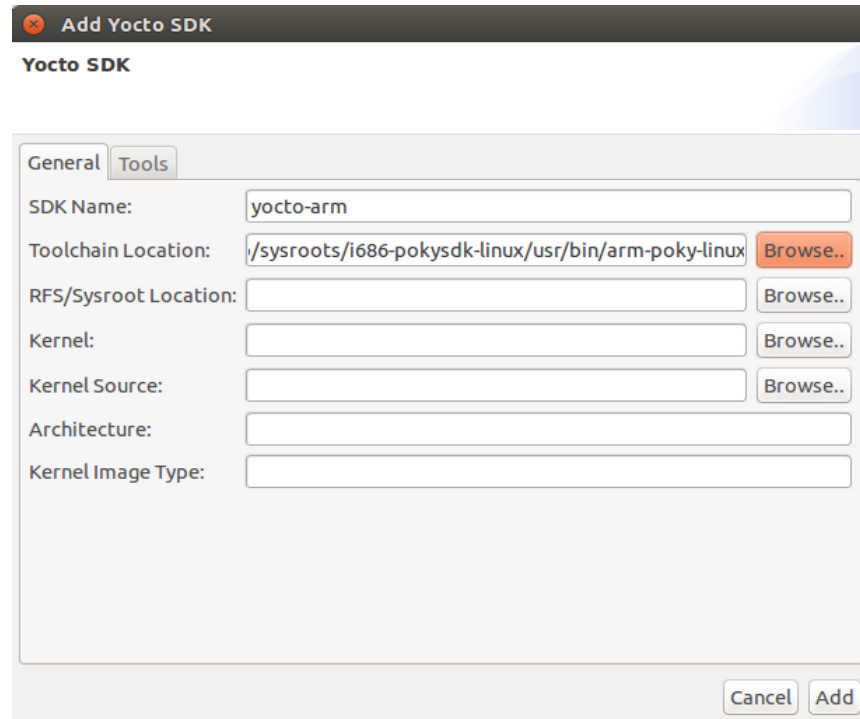 Add Yocto SDK
Yocto SDK
General Tools
SDK Name: yocto-arm
Toolchain Location: /sysroots/i686-pokysdk-linux/usr/bin/arm-poky-linux Browse..
RFS/Sysroot Location: Browse..
Kernel: Browse..
Kernel Source: Browse..
Architecture:
Kernel Image Type:
Cancel Add